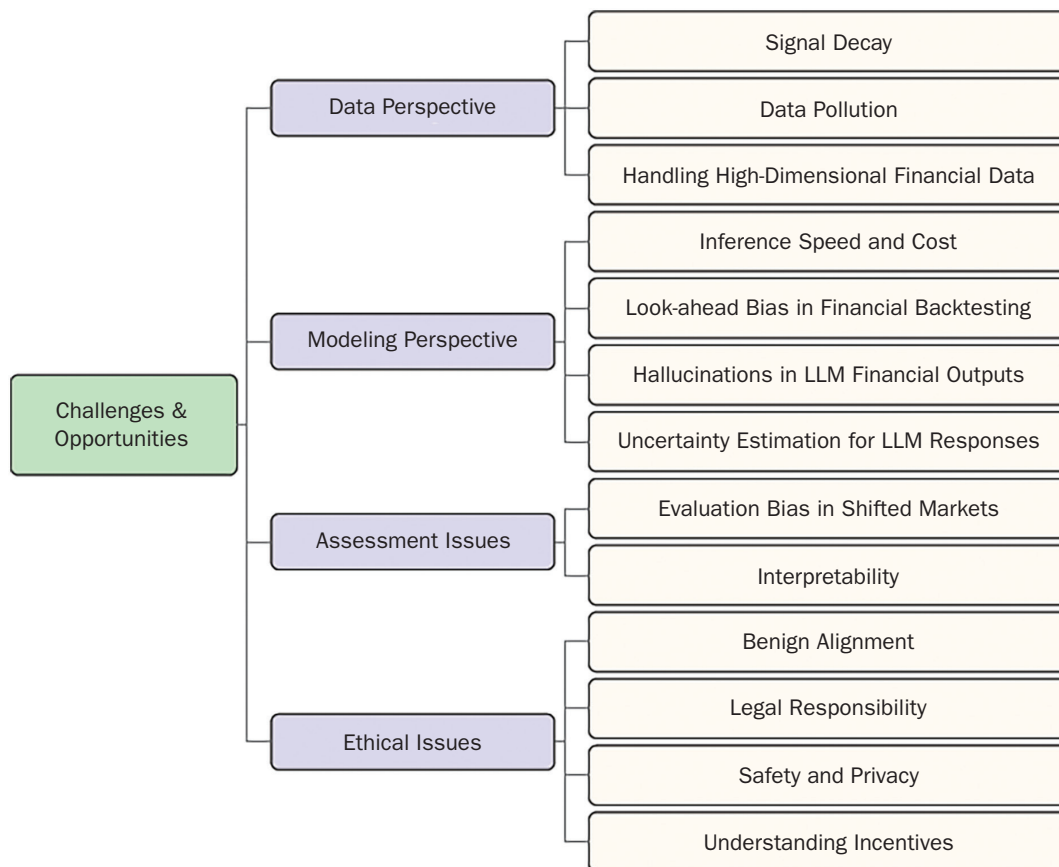 Challenges &
Opportunities
Data Perspective
Signal Decay
Data Pollution
Handling High-Dimensional Financial Data
Modeling Perspective
Inference Speed and Cost
Look-ahead Bias in Financial Backtesting
Hallucinations in LLM Financial Outputs
Uncertainty Estimation for LLM Responses
Assessment Issues
Evaluation Bias in Shifted Markets
Interpretability
Ethical Issues
Benign Alignment
Legal Responsibility
Safety and Privacy
Understanding Incentives